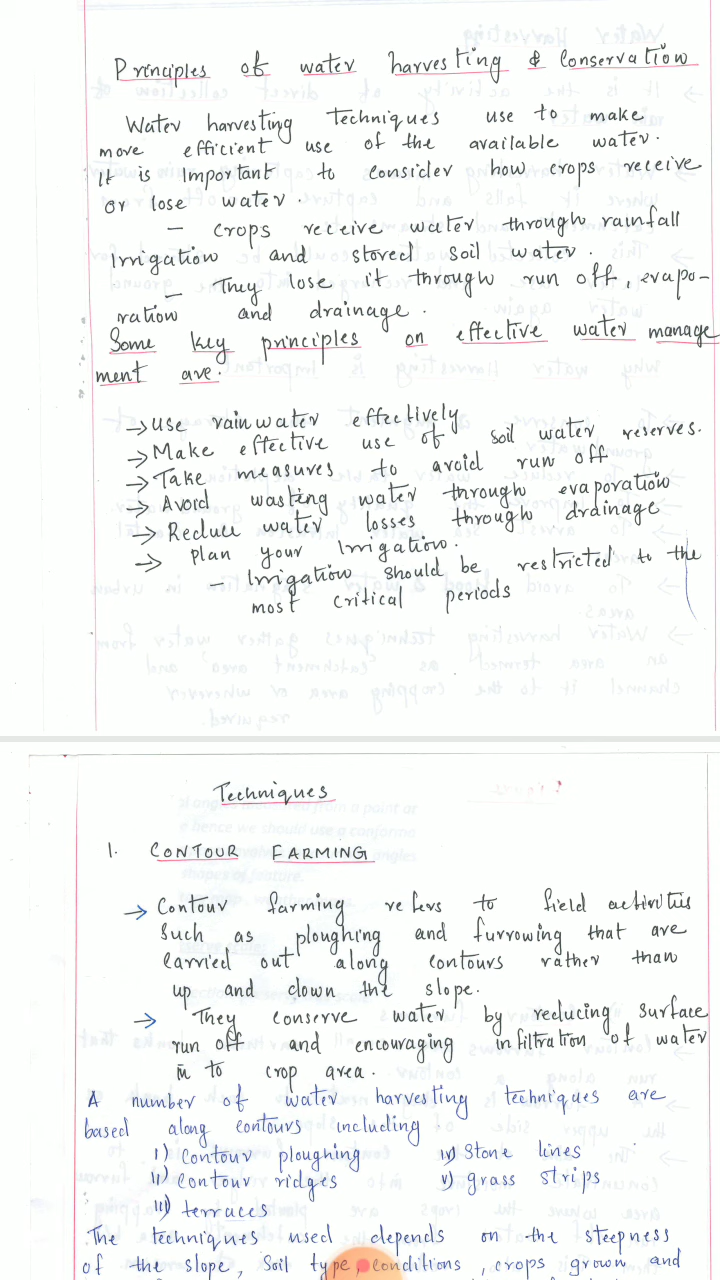 Principles of water harvesting & Conservation
Water harvesting techniques use to make
more efficient use of the available water.
It is Important to consider how crops receive
or lose water.
- Crops receive water through rainfall
Irrigation and stored soil water.
- They lose it through run off, evapo-
ration and drainage.
Some key principles on effective water manage
ment are.
→ use rain water effectively
→ Make effective use of soil water reserves.
→ Take measures to avoid run off
→ Avoid wasting water through evaporation
→ Reduce water losses through drainage
→ plan your Irrigation.
- Irrigation should be restricted to the
most critical periods
Techniques
1. CONTOUR FARMING
→ Contour farming refers to field activities
Such as ploughing and furrowing that are
carried out along contours rather than
up and down the slope.
→ They conserve water by reducing surface
run off and encouraging infiltration of water
in to crop area.
A number of water harvesting techniques are
based along contours including
i) Contour ploughing iv) Stone lines
ii) Contour ridges v) grass strips
iii) terraces
The techniques used depends on the steepness
of the slope, Soil type, conditions, crops grown and